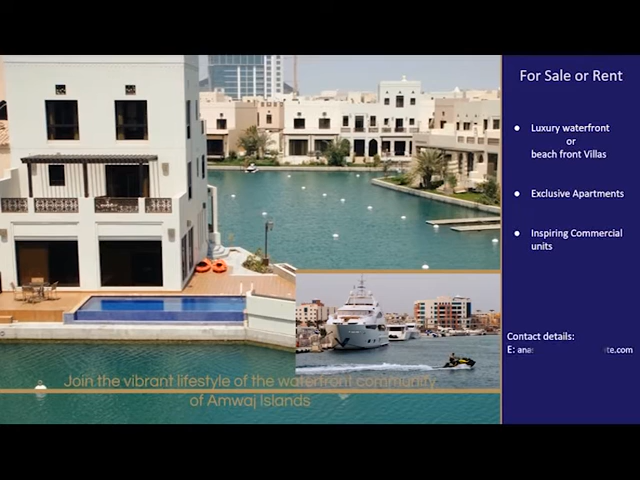 For Sale or Rent
Luxury waterfront
or
beach front Villas
Exclusive Apartments
Inspiring Commercial
units
Contact details:
E:
Join the vibrant lifestyle of the waterfront community
of Amwaj Islands